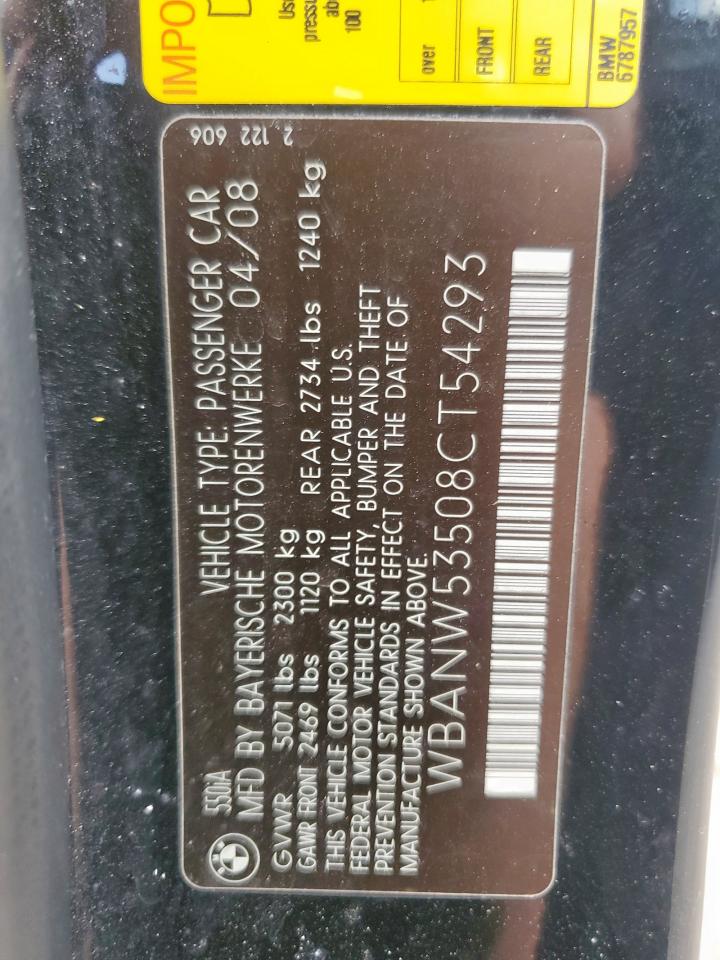 550iA VEHICLE TYPE: PASSENGER CAR
MFD BY BAYERISCHE MOTORENWERKE 04/08
GVWR 5071 lbs 2300 kg
GAWR FRONT 2469 lbs 1120 kg REAR 2734 lbs 1240 kg
THIS VEHICLE CONFORMS TO ALL APPLICABLE U.S.
FEDERAL MOTOR VEHICLE SAFETY, BUMPER AND THEFT
PREVENTION STANDARDS IN EFFECT ON THE DATE OF
MANUFACTURE SHOWN ABOVE.
WBANW53508CT54293
2 122 606
IMPO
100
over
FRONT
REAR
BMW
6787957